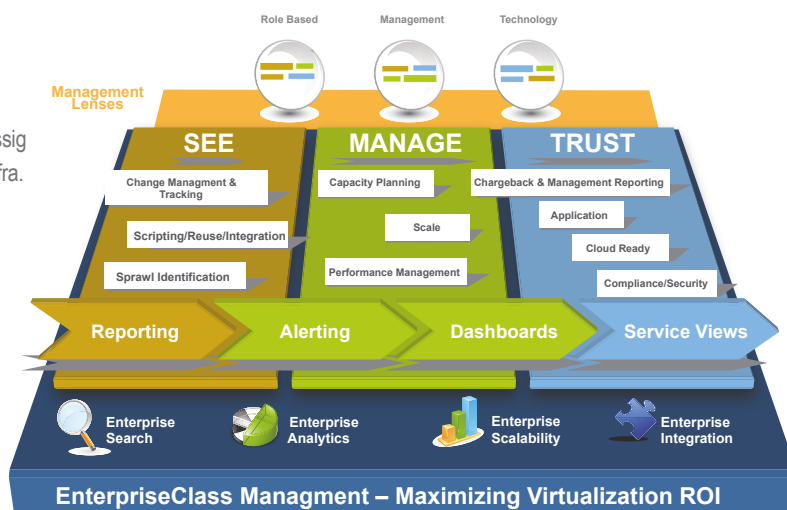 Role Based
Management
Technology
Management
Lenses
ssig
fra.
SEE
MANAGE
TRUST
Change Managment &
Tracking
Scripting/Reuse/Integration
Sprawl Identification
Capacity Planning
Scale
Performance Management
Chargeback & Management Reporting
Application
Cloud Ready
Compliance/Security
Reporting
Alerting
Dashboards
Service Views
Enterprise
Search
Enterprise
Analytics
Enterprise
Scalability
Enterprise
Integration
EnterpriseClass Managment – Maximizing Virtualization ROI